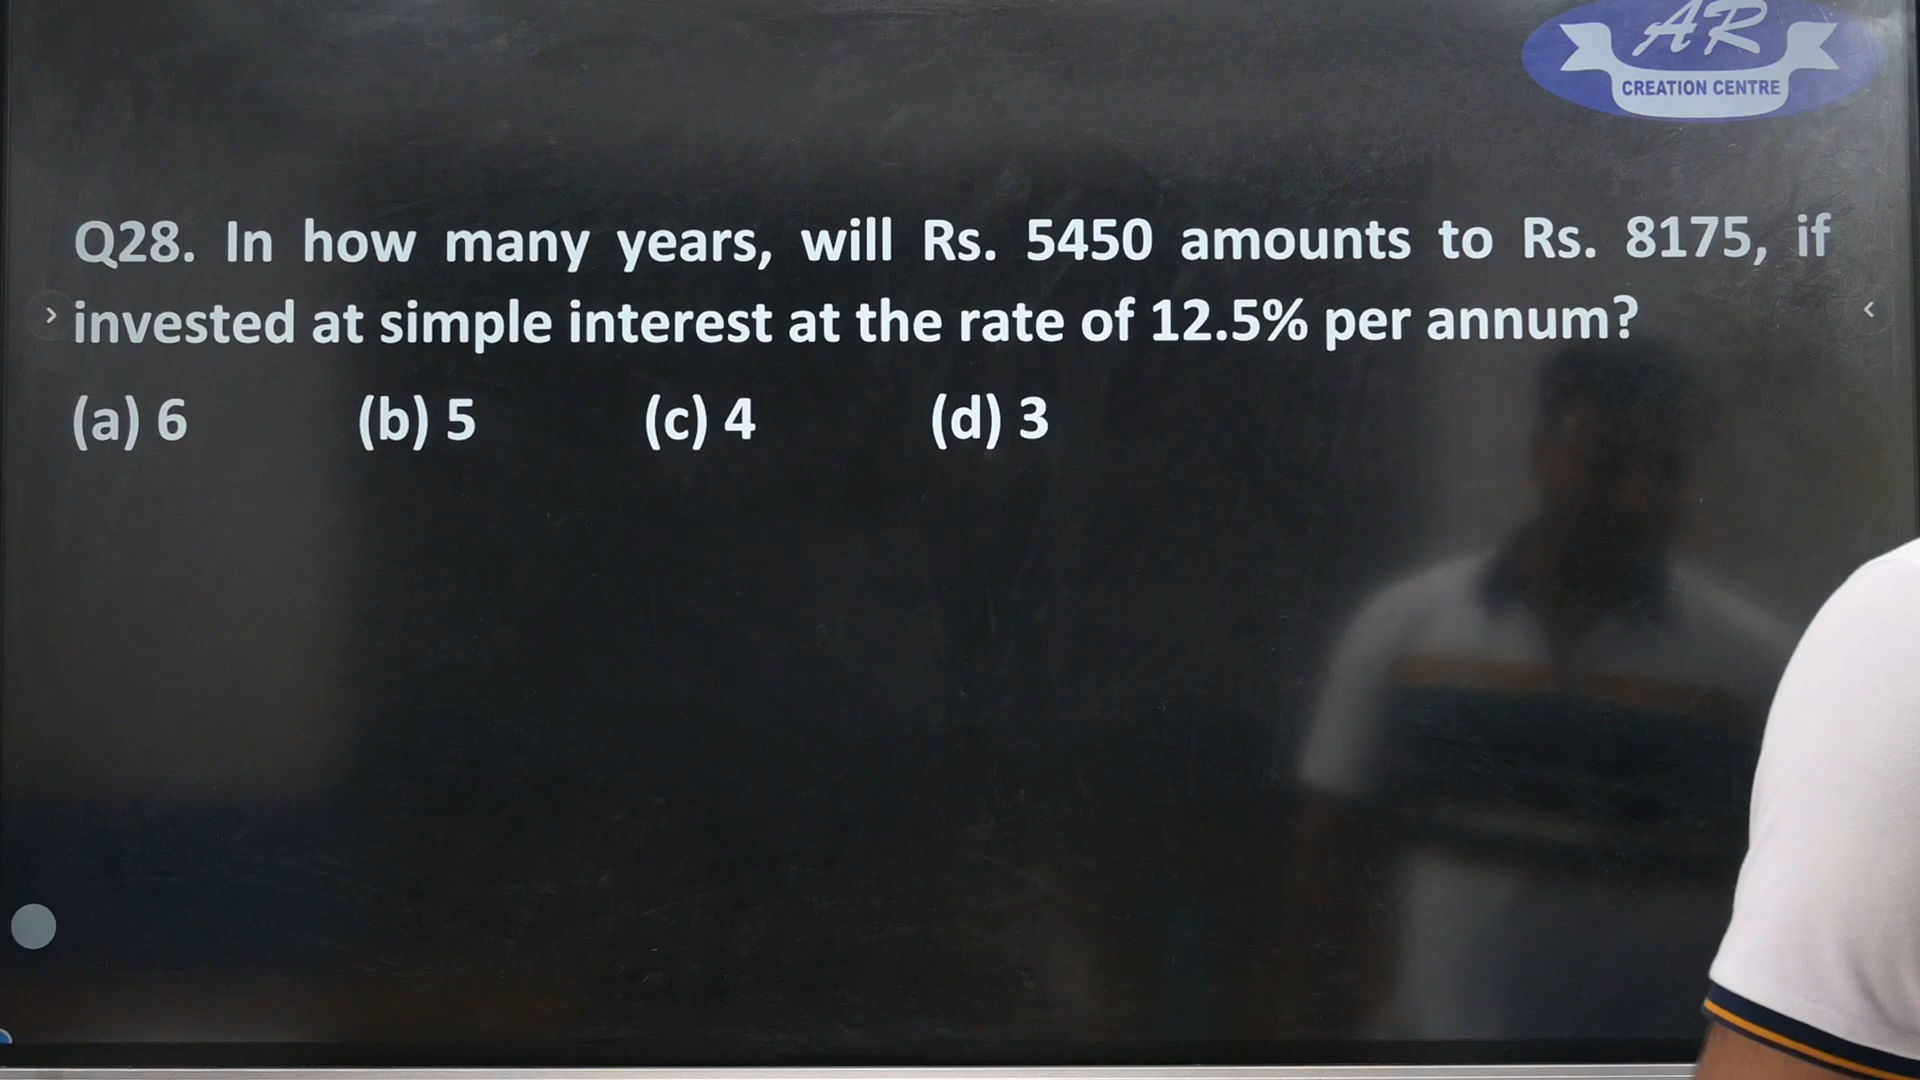 AR
CREATION CENTRE
Q28. In how many years, will Rs. 5450 amounts to Rs. 8175, if
invested at simple interest at the rate of 12.5% per annum?
(a) 6 (b) 5 (c) 4 (d) 3